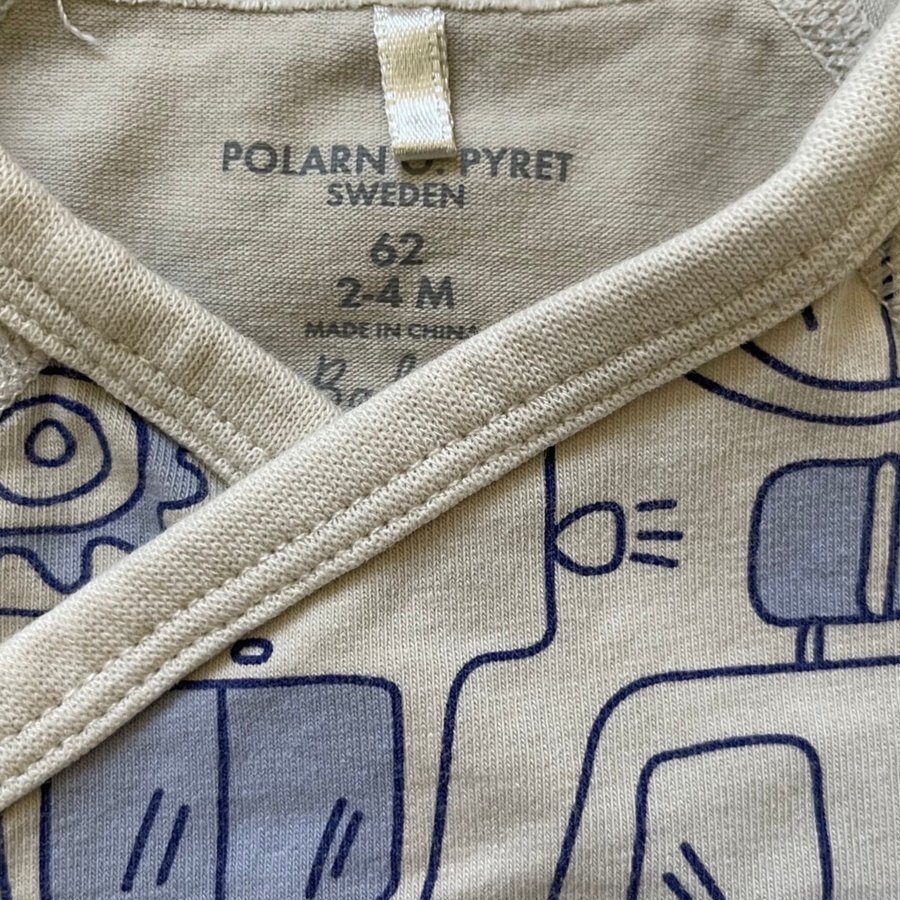 POLARN O. PYRET
SWEDEN
62
2-4 M
MADE IN CHINA